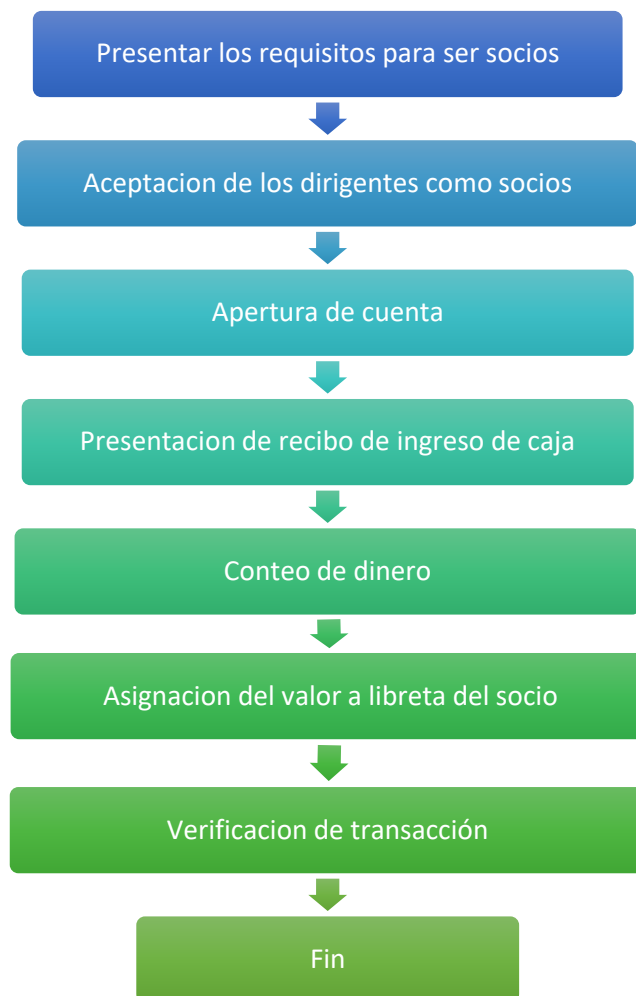 Presentar los requisitos para ser socios
Aceptacion de los dirigentes como socios
Apertura de cuenta
Presentacion de recibo de ingreso de caja
Conteo de dinero
Asignacion del valor a libreta del socio
Verificacion de transacción
Fin